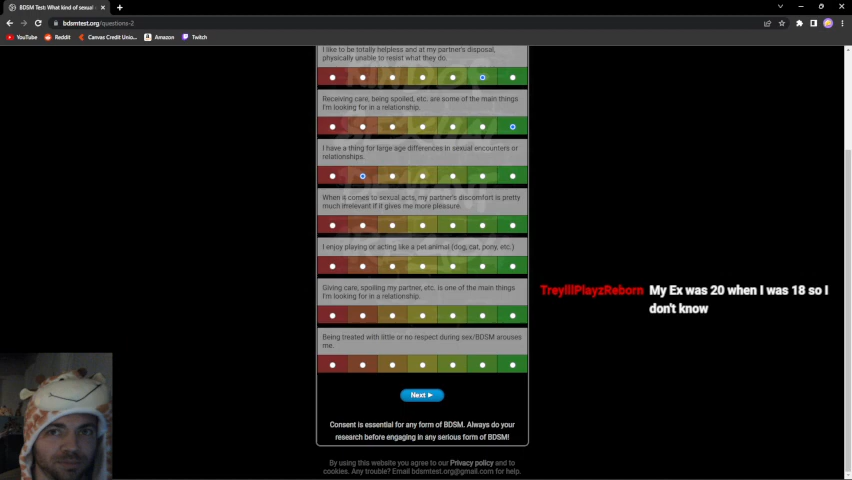 BDSM Test: What kind of sexual
bdsmtest.org/questions-2
YouTube
Reddit
Canvas Credit Unio...
Amazon
Twitch
I like to be totally helpless and at my partner's disposal,
physically unable to resist what they do.
Receiving care, being spoiled, etc. are some of the main things
I'm looking for in a relationship.
I have a thing for large age differences in sexual encounters or
relationships.
When it comes to sexual acts, my partner's discomfort is pretty
much irrelevant if it gives me more pleasure.
I enjoy playing or acting like a pet animal (dog, cat, pony, etc.)
Giving care, spoiling my partner, etc. is one of the main things
I'm looking for in a relationship.
Being treated with little or no respect during sex/BDSM arouses
me.
Next
Consent is essential for any form of BDSM. Always do your
research before engaging in any serious form of BDSM!
By using this website you agree to our Privacy policy and to
cookies. Any trouble? Email bdsmtest.org@gmail.com for help.
My Ex was 20 when I was 18 so I
don't know